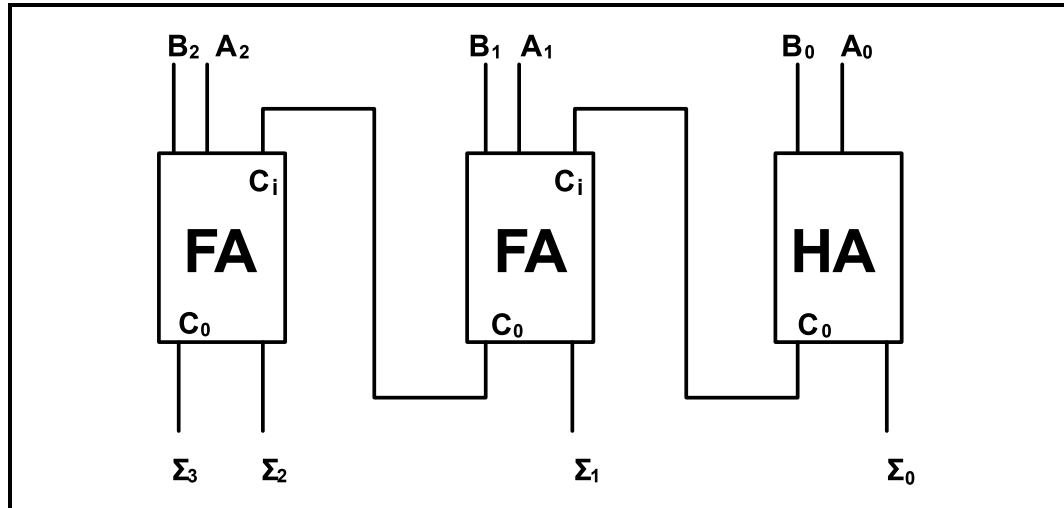 B₂ A₂ B₁ A₁ B₀ A₀
Cᵢ Cᵢ
FA FA HA
C₀ C₀ C₀
Σ₃ Σ₂ Σ₁ Σ₀